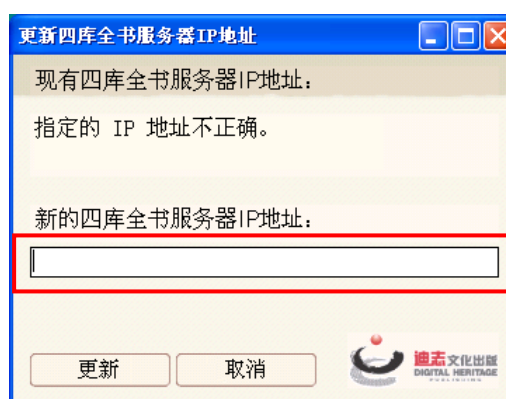 更新四库全书服务器IP地址
现有四库全书服务器IP地址：
指定的 IP 地址不正确。
新的四库全书服务器IP地址：
更新
取消
迪志文化出版
DIGITAL HERITAGE
PUBLISHING